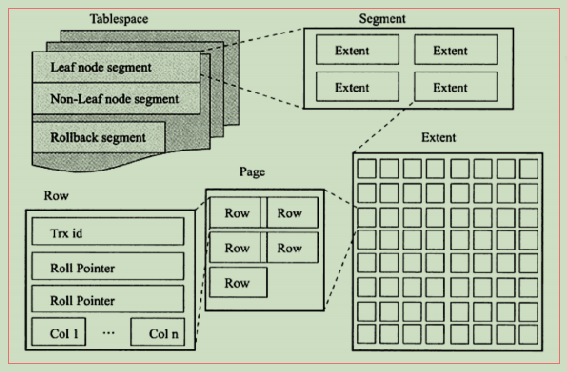 Tablespace
Segment
Leaf node segment
Non-Leaf node segment
Rollback segment
Extent Extent
Extent Extent
Extent
Page
Row Row
Row Row
Row
Row
Trx id
Roll Pointer
Roll Pointer
Col 1 ... Col n